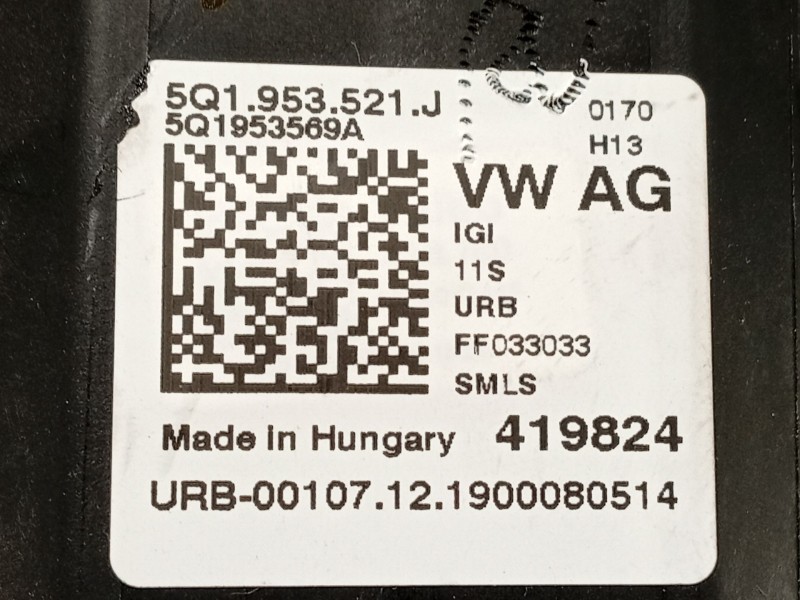 5Q1.953.521.J
5Q1953569A
0170
H13
VW AG
IGI
11S
URB
FF033033
SMLS
Made in Hungary 419824
URB-00107.12.1900080514